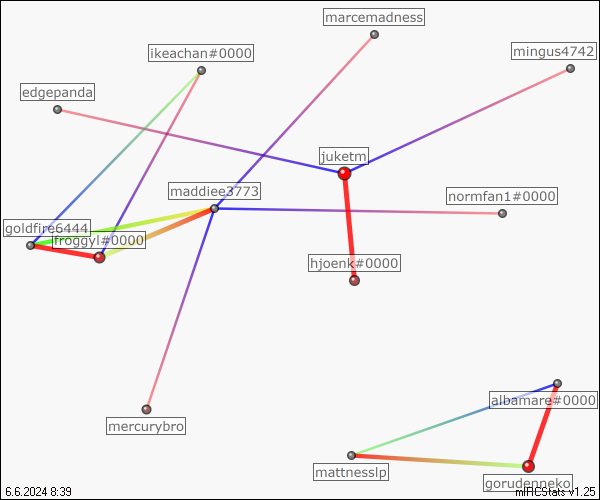 marcemadness
ikeachan#0000
mingus4742
edgepanda
juketm
maddiee3773
normfan1#0000
goldfire6444
froggyl#0000
hjoenk#0000
albamare#0000
mercurybro
mattnesslp
gorudenneko
6.6.2024 8:39
mIRCStats v1.25